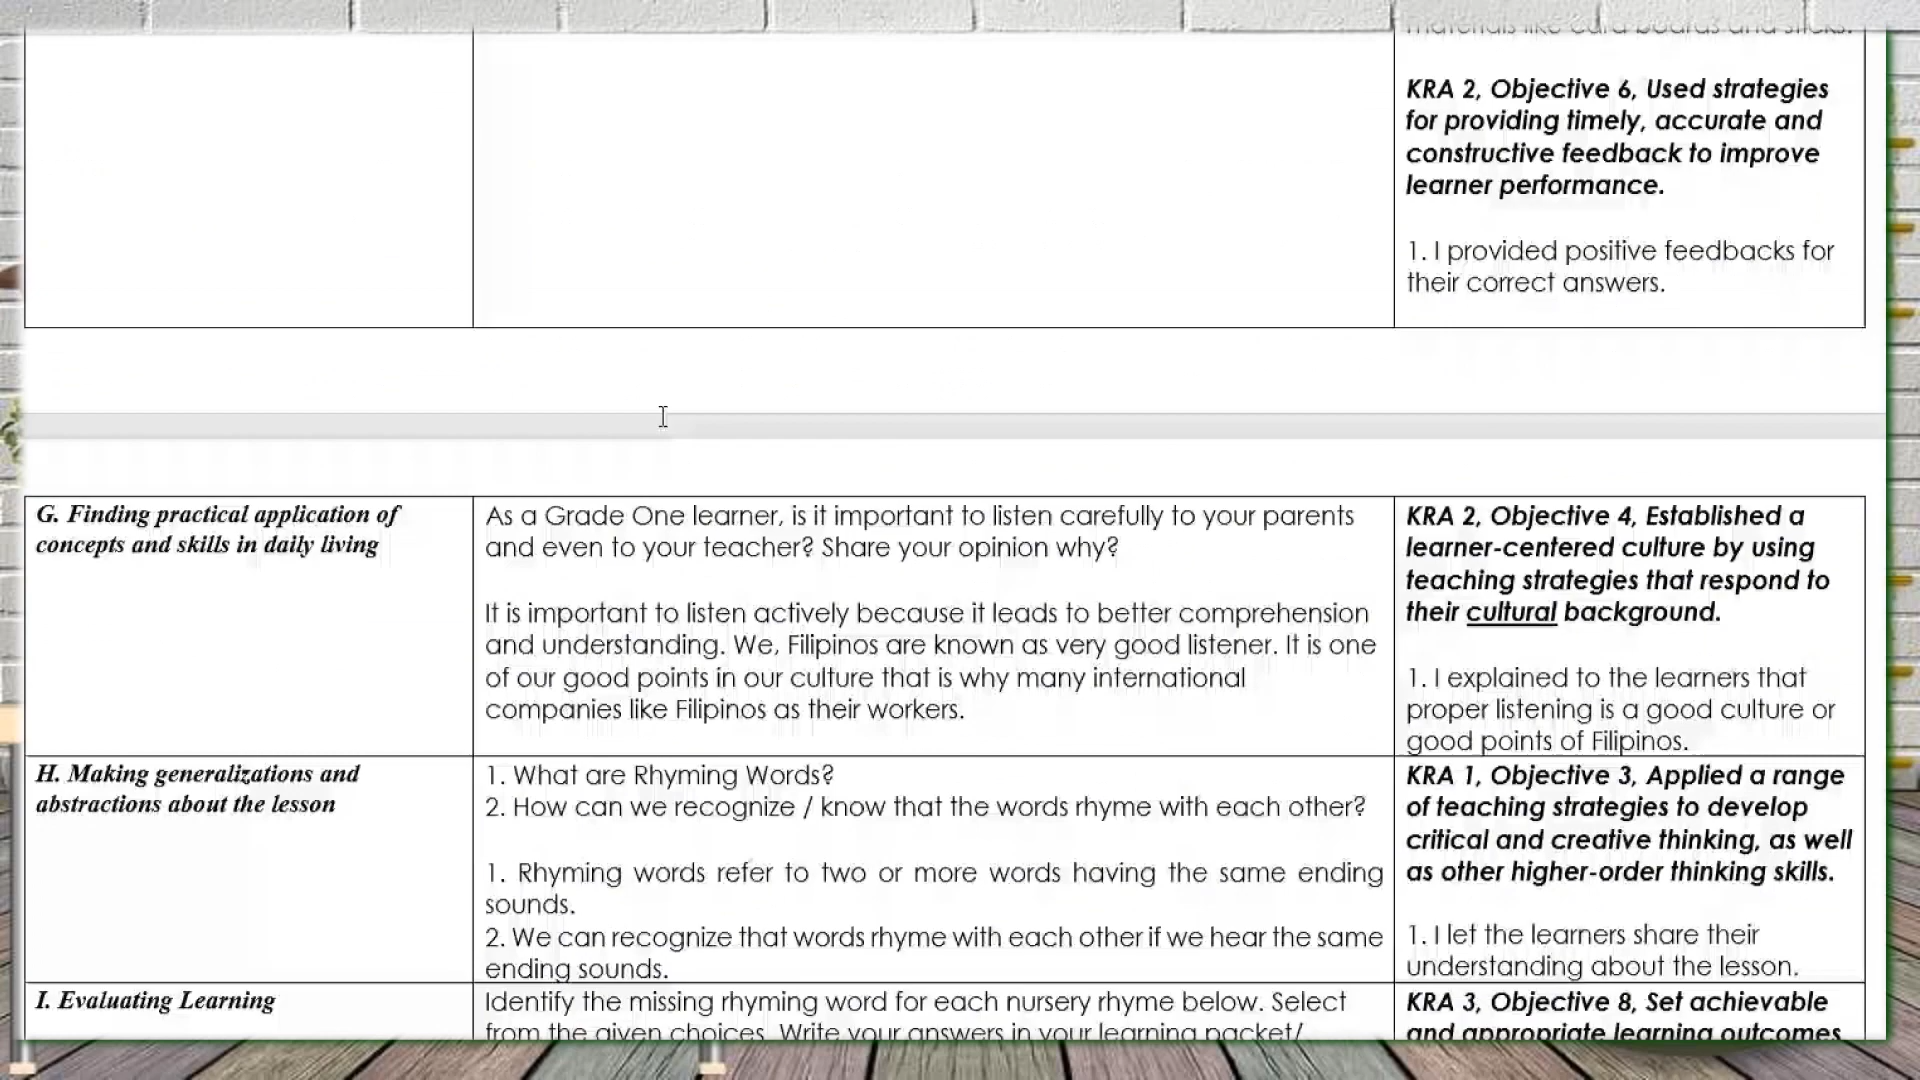 materials like card boards and sticks.
KRA 2, Objective 6, Used strategies
for providing timely, accurate and
constructive feedback to improve
learner performance.
1. I provided positive feedbacks for
their correct answers.
G. Finding practical application of
concepts and skills in daily living
As a Grade One learner, is it important to listen carefully to your parents
and even to your teacher? Share your opinion why?
It is important to listen actively because it leads to better comprehension
and understanding. We, Filipinos are known as very good listener. It is one
of our good points in our culture that is why many international
companies like Filipinos as their workers.
KRA 2, Objective 4, Established a
learner-centered culture by using
teaching strategies that respond to
their cultural background.
1. I explained to the learners that
proper listening is a good culture or
good points of Filipinos.
H. Making generalizations and
abstractions about the lesson
1. What are Rhyming Words?
2. How can we recognize / know that the words rhyme with each other?
1. Rhyming words refer to two or more words having the same ending
sounds.
2. We can recognize that words rhyme with each other if we hear the same
ending sounds.
KRA 1, Objective 3, Applied a range
of teaching strategies to develop
critical and creative thinking, as well
as other higher-order thinking skills.
1. I let the learners share their
understanding about the lesson.
I. Evaluating Learning
Identify the missing rhyming word for each nursery rhyme below. Select
from the given choices. Write your answers in your learning packet/
KRA 3, Objective 8, Set achievable
and appropriate learning outcomes